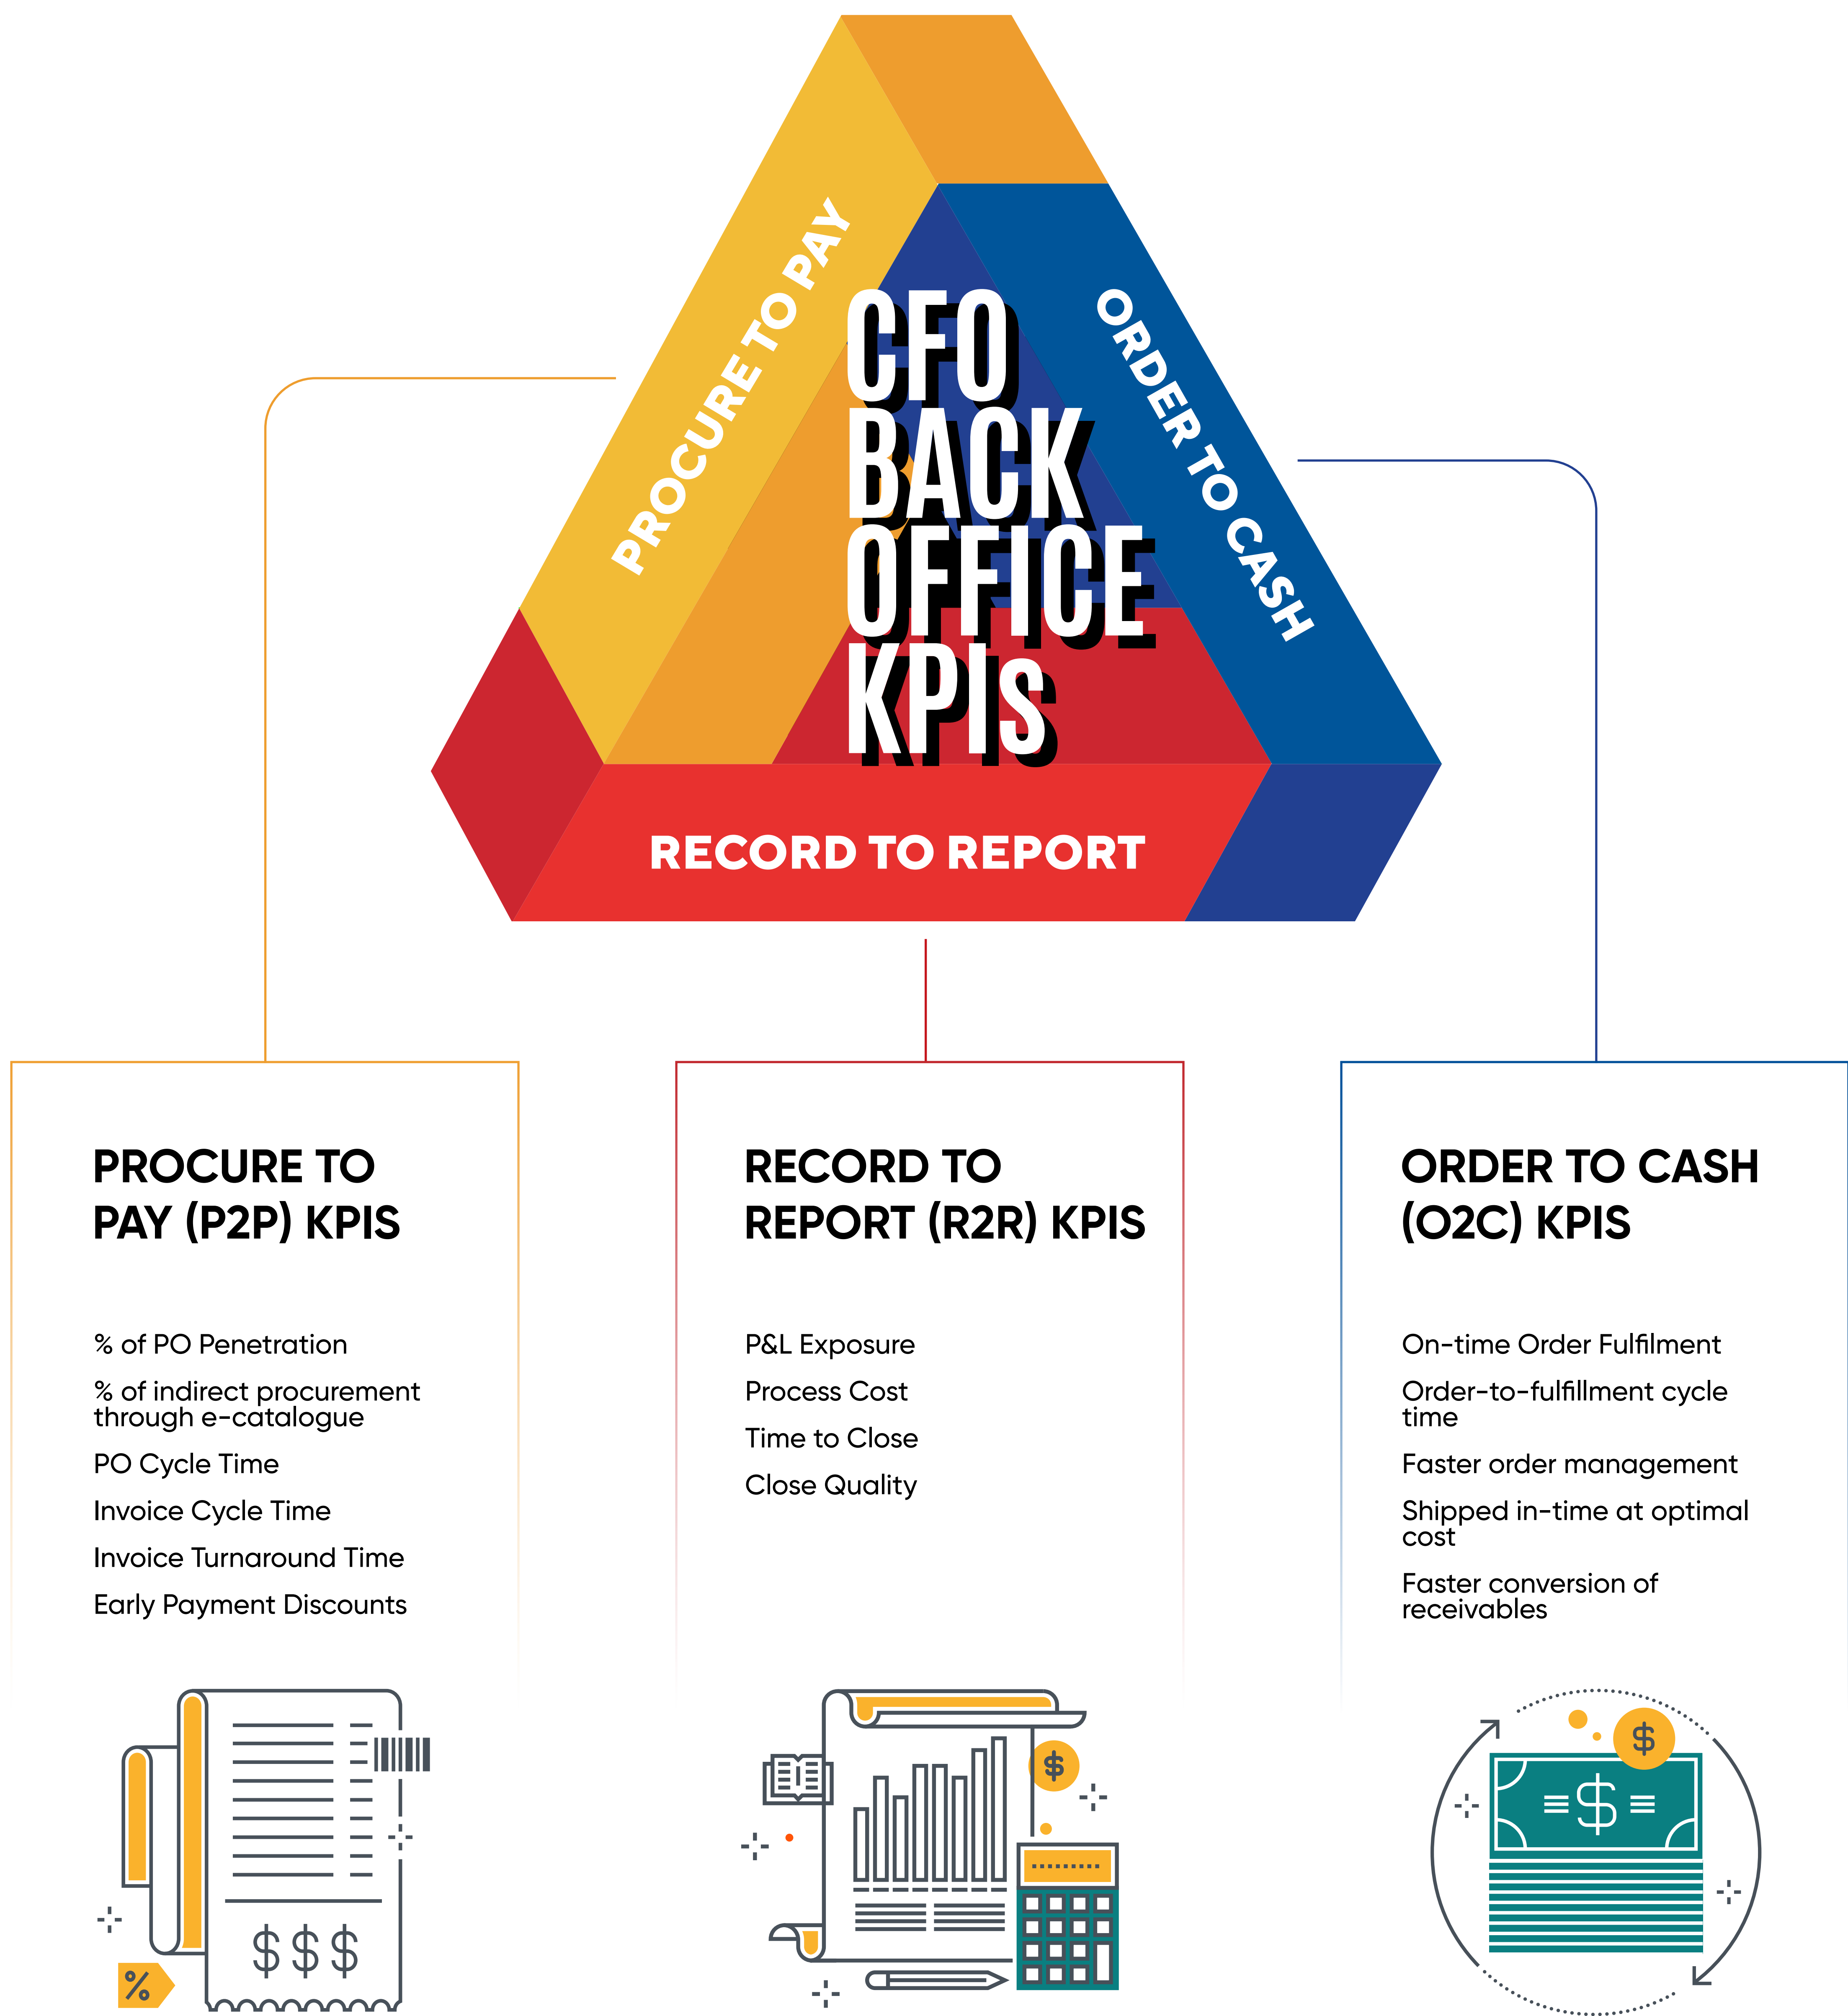 PROCURE TO PAY
ORDER TO CASH
CFO
BACK
OFFICE
KPIs
RECORD TO REPORT
PROCURE TO
PAY (P2P) KPIS
% of PO Penetration
% of indirect procurement
through e-catalogue
PO Cycle Time
Invoice Cycle Time
Invoice Turnaround Time
Early Payment Discounts
$ $ $
%
RECORD TO
REPORT (R2R) KPIS
P&L Exposure
Process Cost
Time to Close
Close Quality
$
ORDER TO CASH
(O2C) KPIS
On-time Order Fulfilment
Order-to-fulfillment cycle
time
Faster order management
Shipped in-time at optimal
cost
Faster conversion of
receivables
$
$